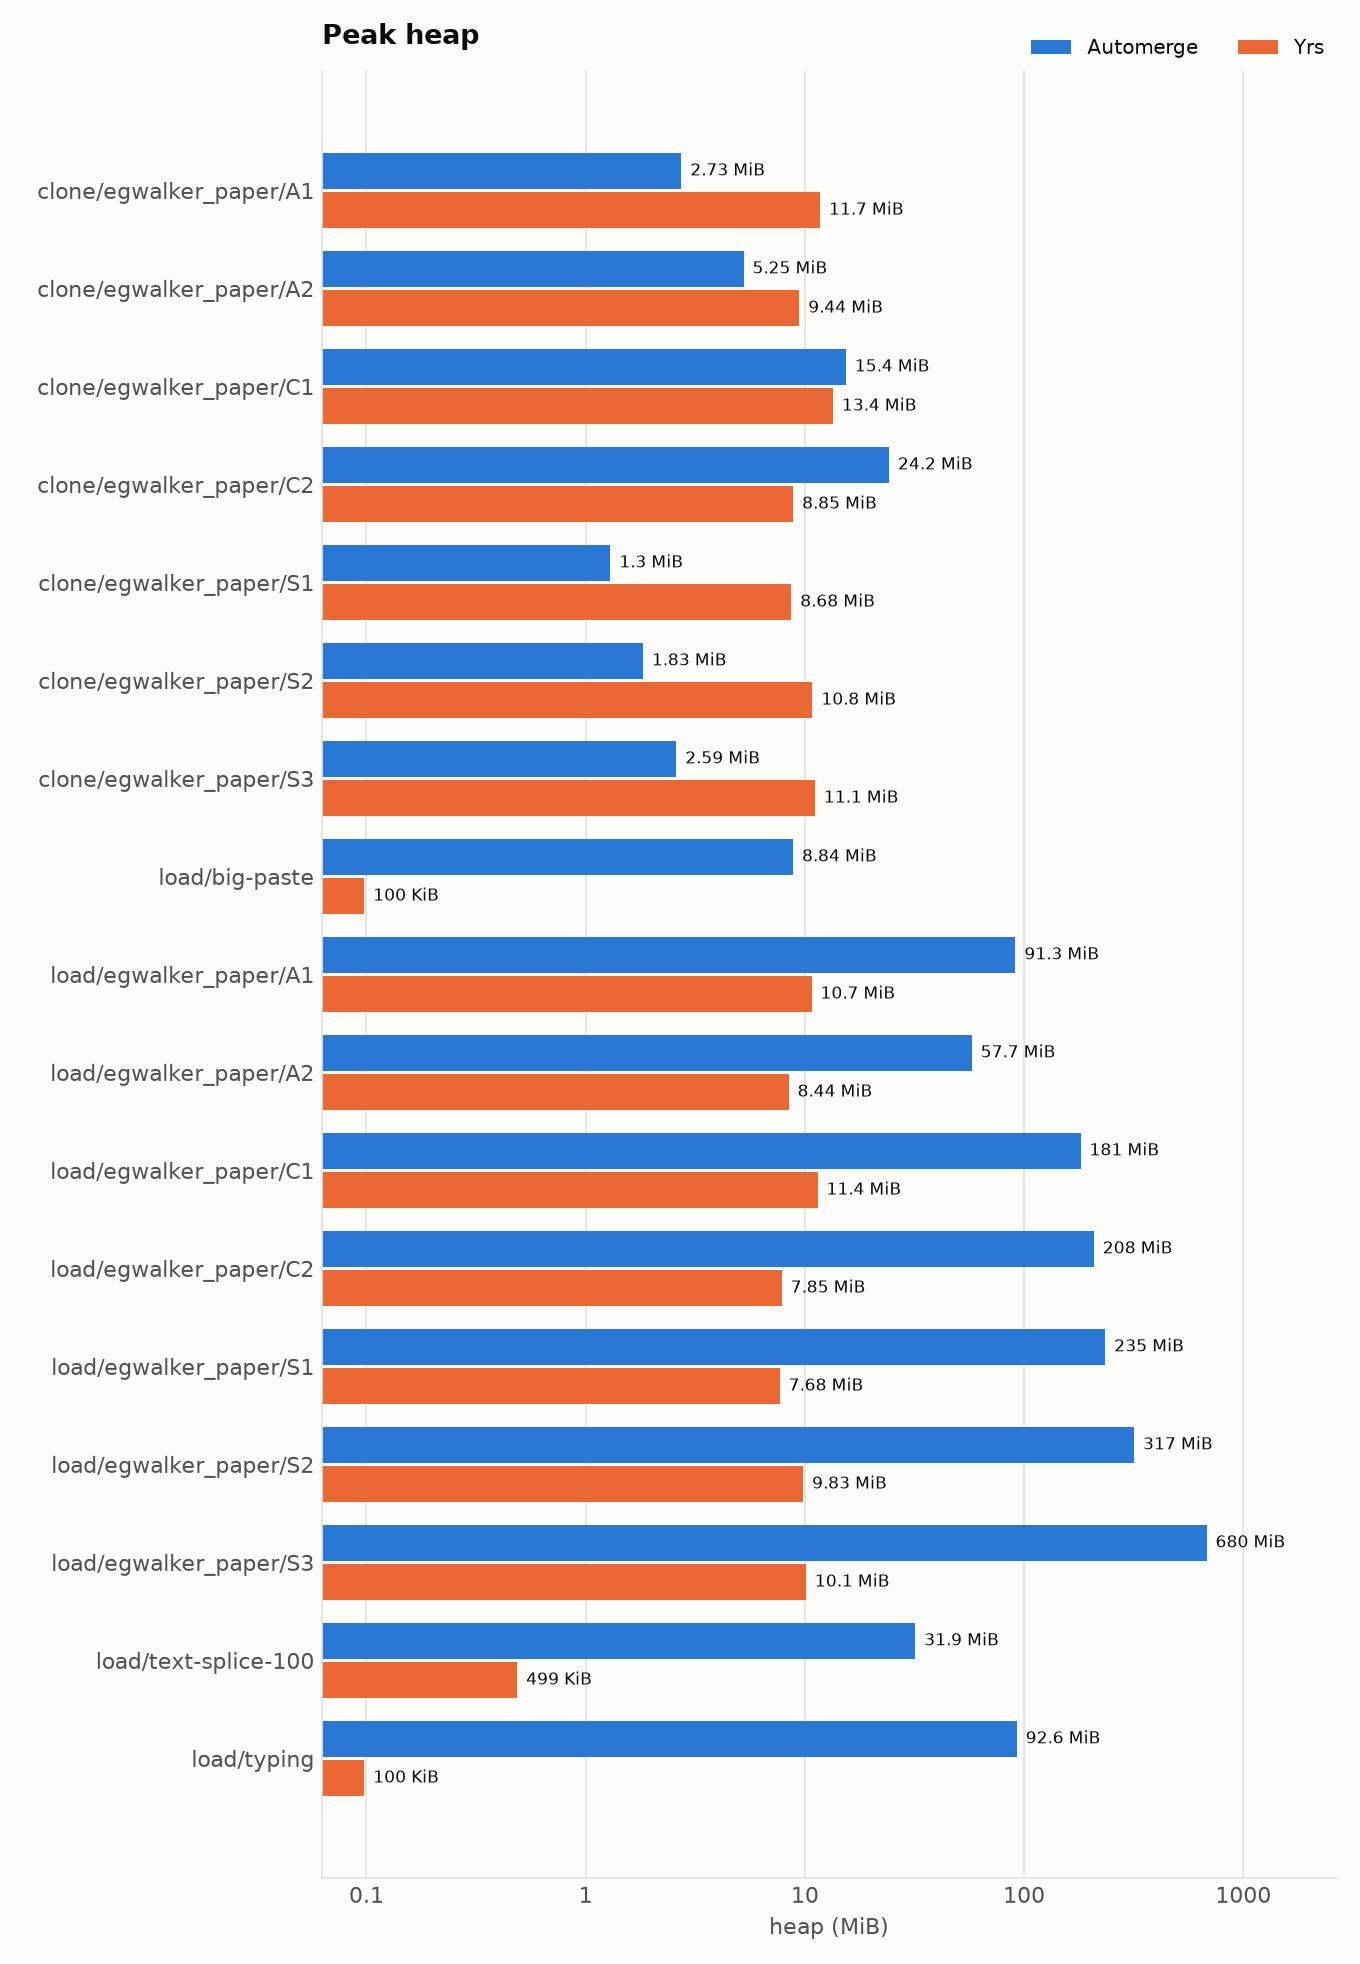 Peak heap
Automerge
Yrs
clone/egwalker_paper/A1
2.73 MiB
11.7 MiB
clone/egwalker_paper/A2
5.25 MiB
9.44 MiB
clone/egwalker_paper/C1
15.4 MiB
13.4 MiB
clone/egwalker_paper/C2
24.2 MiB
8.85 MiB
clone/egwalker_paper/S1
1.3 MiB
8.68 MiB
clone/egwalker_paper/S2
1.83 MiB
10.8 MiB
clone/egwalker_paper/S3
2.59 MiB
11.1 MiB
load/big-paste
8.84 MiB
100 KiB
load/egwalker_paper/A1
91.3 MiB
10.7 MiB
load/egwalker_paper/A2
57.7 MiB
8.44 MiB
load/egwalker_paper/C1
181 MiB
11.4 MiB
load/egwalker_paper/C2
208 MiB
7.85 MiB
load/egwalker_paper/S1
235 MiB
7.68 MiB
load/egwalker_paper/S2
317 MiB
9.83 MiB
load/egwalker_paper/S3
680 MiB
10.1 MiB
load/text-splice-100
31.9 MiB
499 KiB
load/typing
92.6 MiB
100 KiB
0.1 1 10 100 1000
heap (MiB)